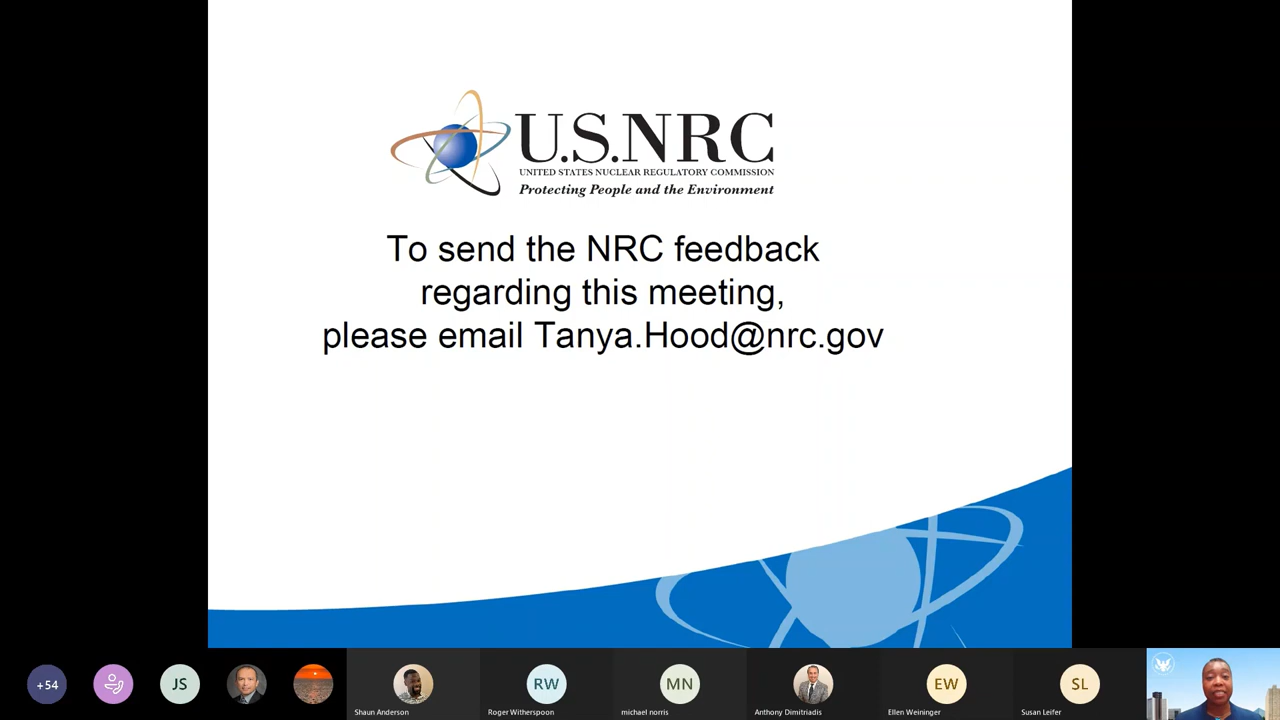 U.S.NRC
UNITED STATES NUCLEAR REGULATORY COMMISSION
Protecting People and the Environment
To send the NRC feedback
regarding this meeting,
please email Tanya.Hood@nrc.gov
+54
JS
RW
MN
EW
SL
Shaun Anderson
Roger Witherspoon
michael norris
Anthony Dimitriadis
Ellen Weininger
Susan Leifer